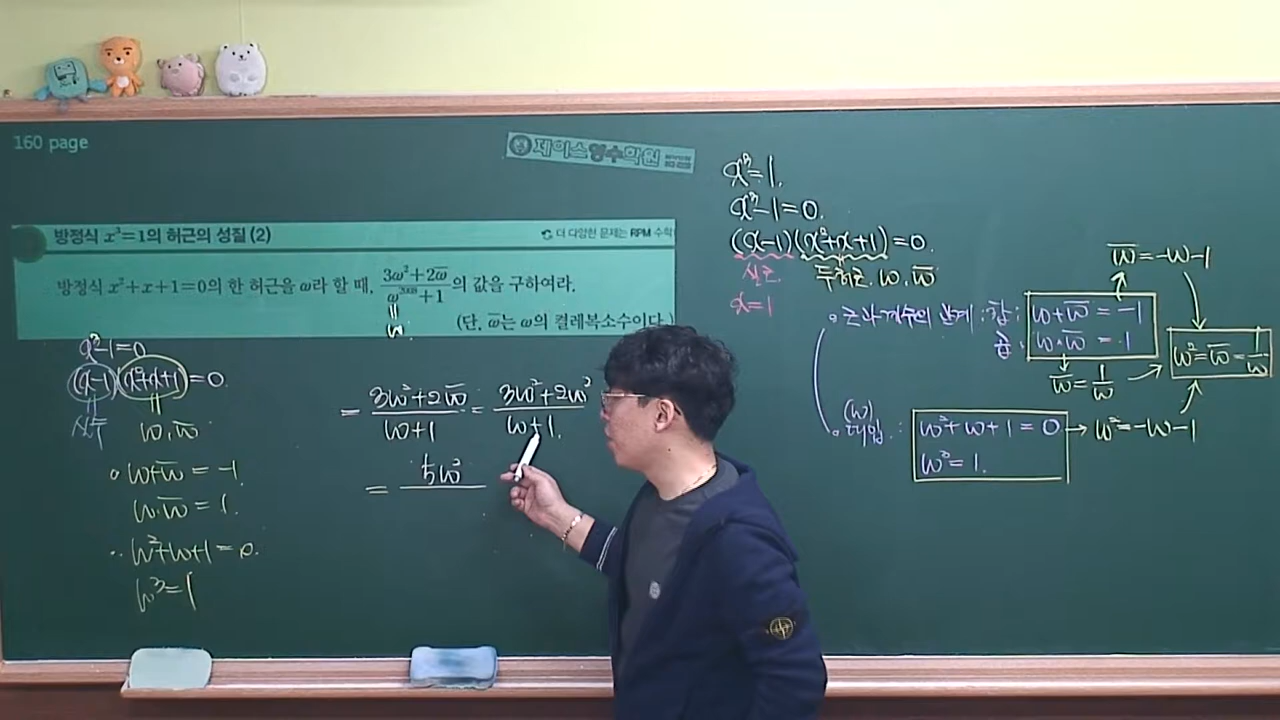 160 page
제이스영수학원
방정식 x³=1의 허근의 성질 (2)
더 다양한 문제는 RPM 수학
방정식 x²+x+1=0의 한 허근을 ω라 할 때, (3ω²+2ω̅)/(ω²⁰⁰⁸+1)의 값을 구하여라.
(단, ω̅는 ω의 켤레복소수이다.)
ω
x³-1=0
(x-1)(x²+x+1)=0.
ω, ω̅
ω+ω̅=-1.
ω·ω̅=1.
ω²+ω+1=0.
ω³=1
= (3ω²+2ω̅)/(ω+1) = (3ω²+2ω²)/(ω+1.)
= 5ω²
x³=1.
x³-1=0.
(x-1)(x²+x+1)=0.
실근.
두허근. ω, ω̅
x=1
근과 계수의 관계: 합:
ω+ω̅=-1
곱:
ω·ω̅=1
ω̅=-ω-1
ω̅=1/ω
ω²=ω̅=1/ω
(ω)
대입:
ω²+ω+1=0
→ ω²=-ω-1
ω³=1.